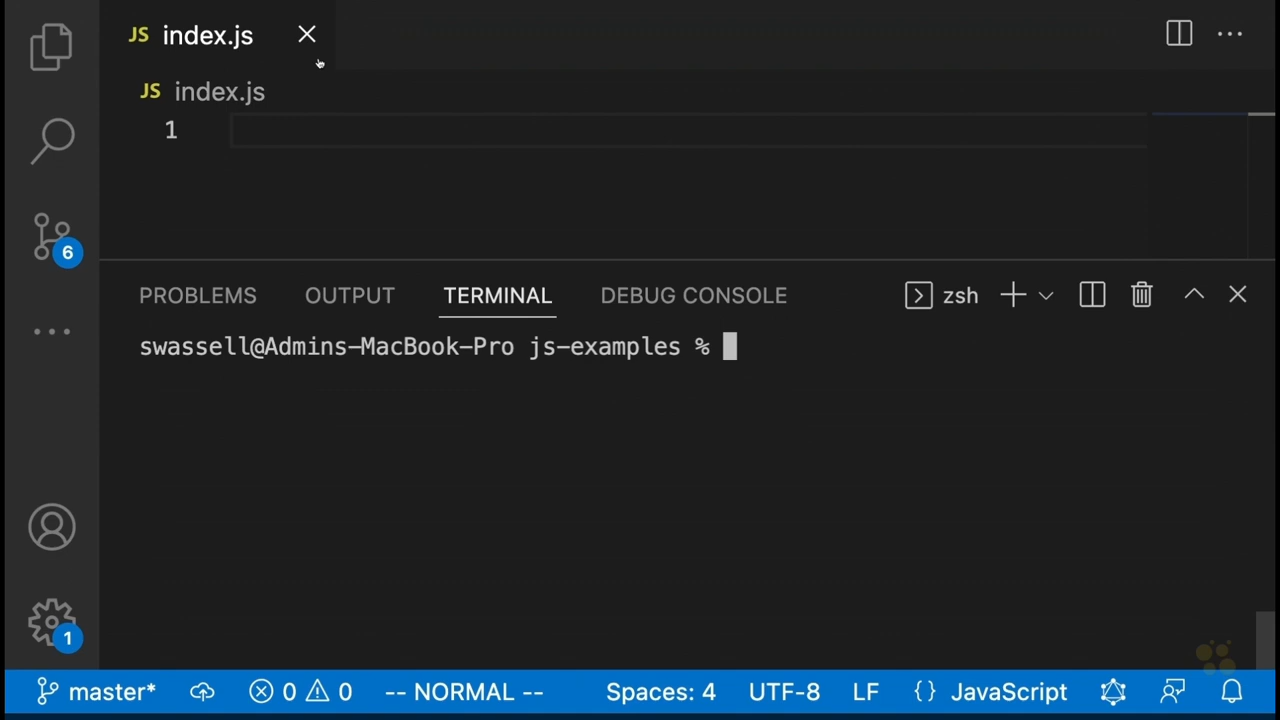 JS index.js
JS index.js
1
6
PROBLEMS OUTPUT TERMINAL DEBUG CONSOLE zsh
swassell@Admins-MacBook-Pro js-examples %
1
master* 0 0 -- NORMAL -- Spaces: 4 UTF-8 LF {} JavaScript